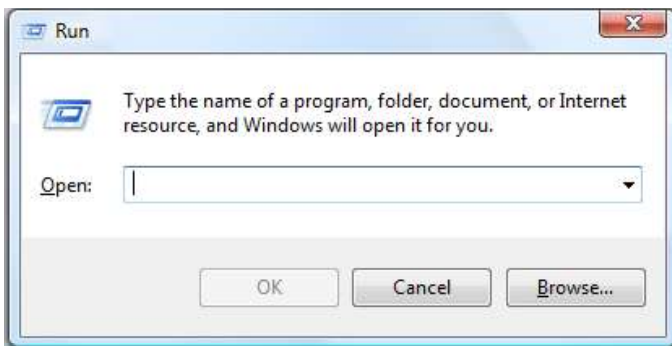 Run
Type the name of a program, folder, document, or Internet
resource, and Windows will open it for you.
Open:
OK
Cancel
Browse...